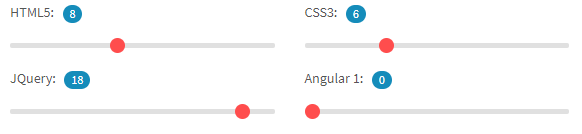 HTML5: 8
CSS3: 6
JQuery: 18
Angular 1: 0